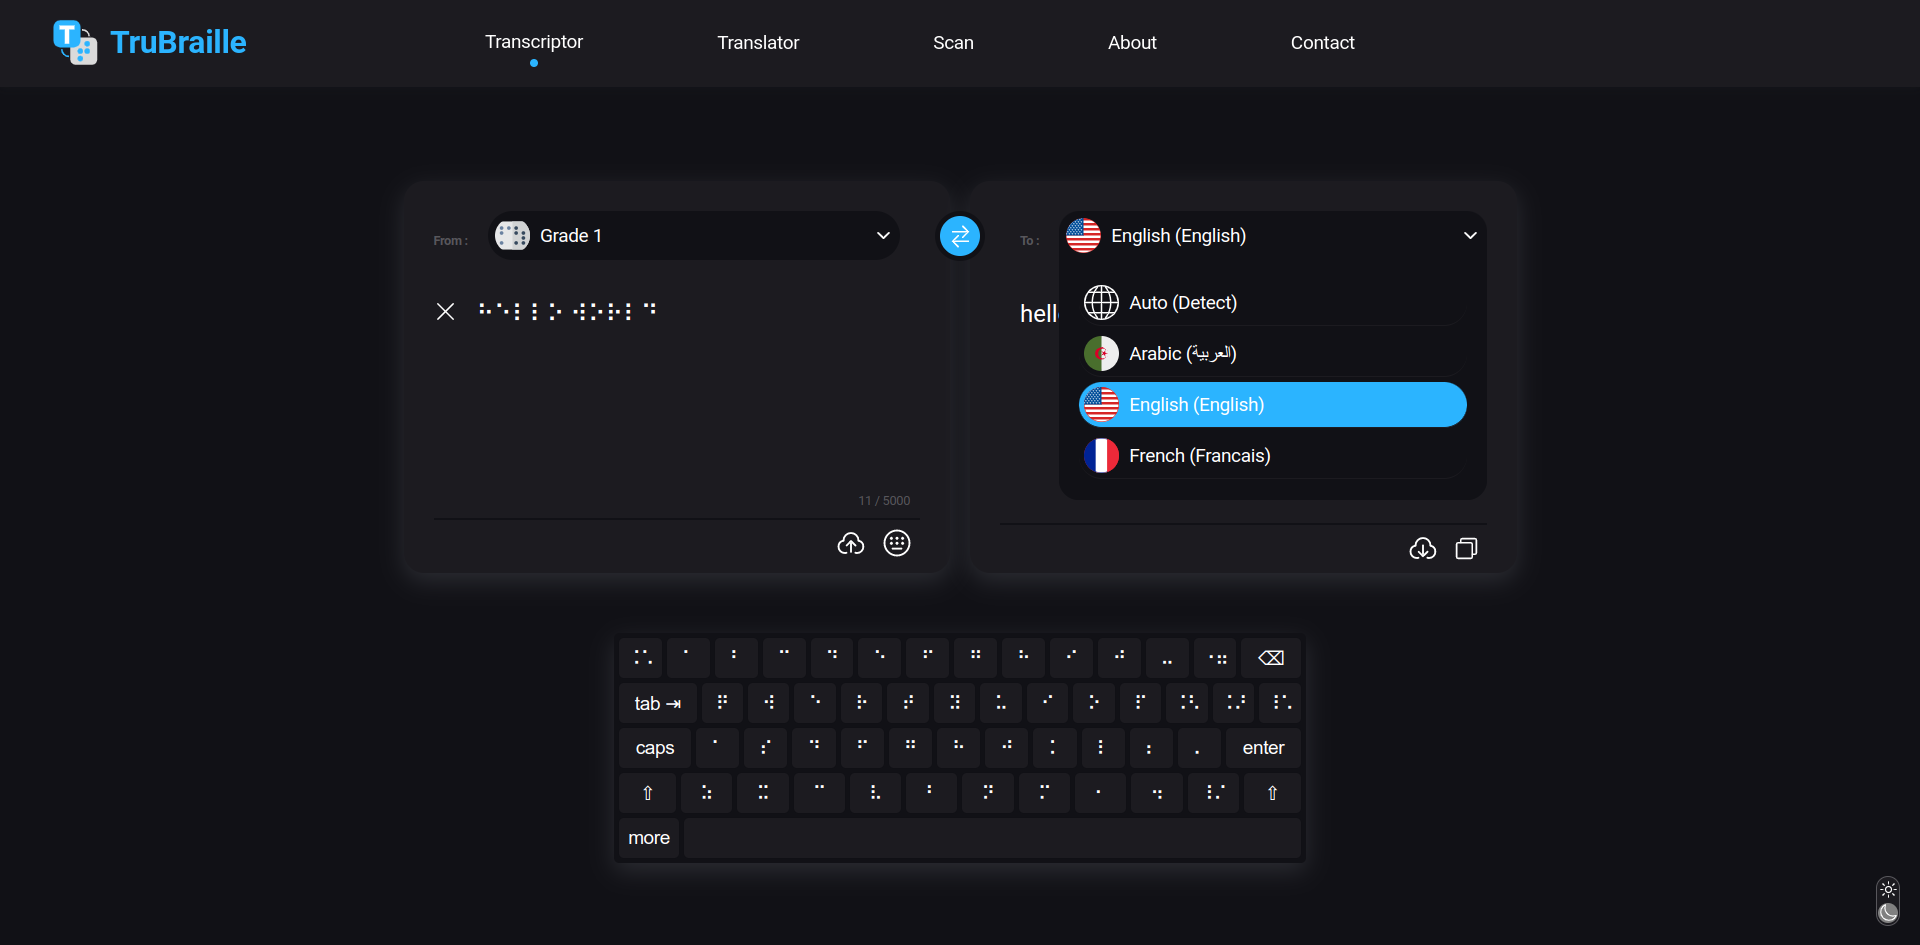 TruBraille
Transcriptor
Translator
Scan
About
Contact
From :
Grade 1
⠓⠑⠇⠇⠕ ⠺⠕⠗⠇⠙
11 / 5000
To :
English (English)
Auto (Detect)
Arabic (العربية)
English (English)
French (Francais)
hell
tab ⇥
caps
enter
⇧
⇧
more